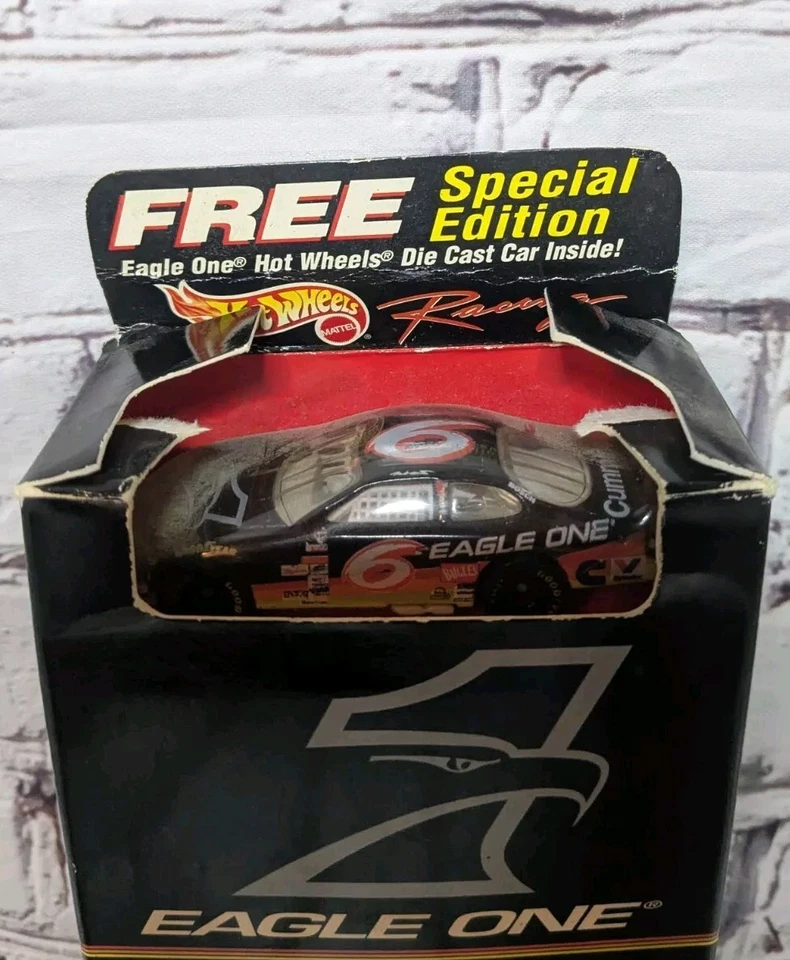 FREE Special Edition
Eagle One® Hot Wheels® Die Cast Car Inside!
Hot Wheels MATTEL ® Racing
6
6 EAGLE ONE Cummins
EAGLE ONE®